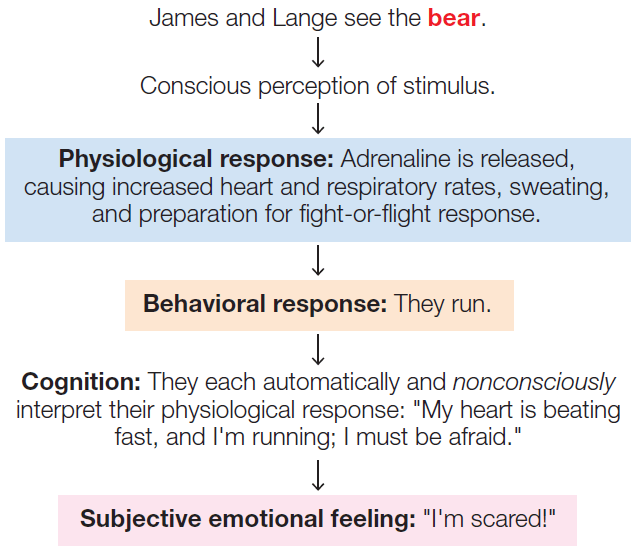 James and Lange see the bear.
Conscious perception of stimulus.
Physiological response: Adrenaline is released,
causing increased heart and respiratory rates, sweating,
and preparation for fight-or-flight response.
Behavioral response: They run.
Cognition: They each automatically and nonconsciously
interpret their physiological response: "My heart is beating
fast, and I'm running; I must be afraid."
Subjective emotional feeling: "I'm scared!"